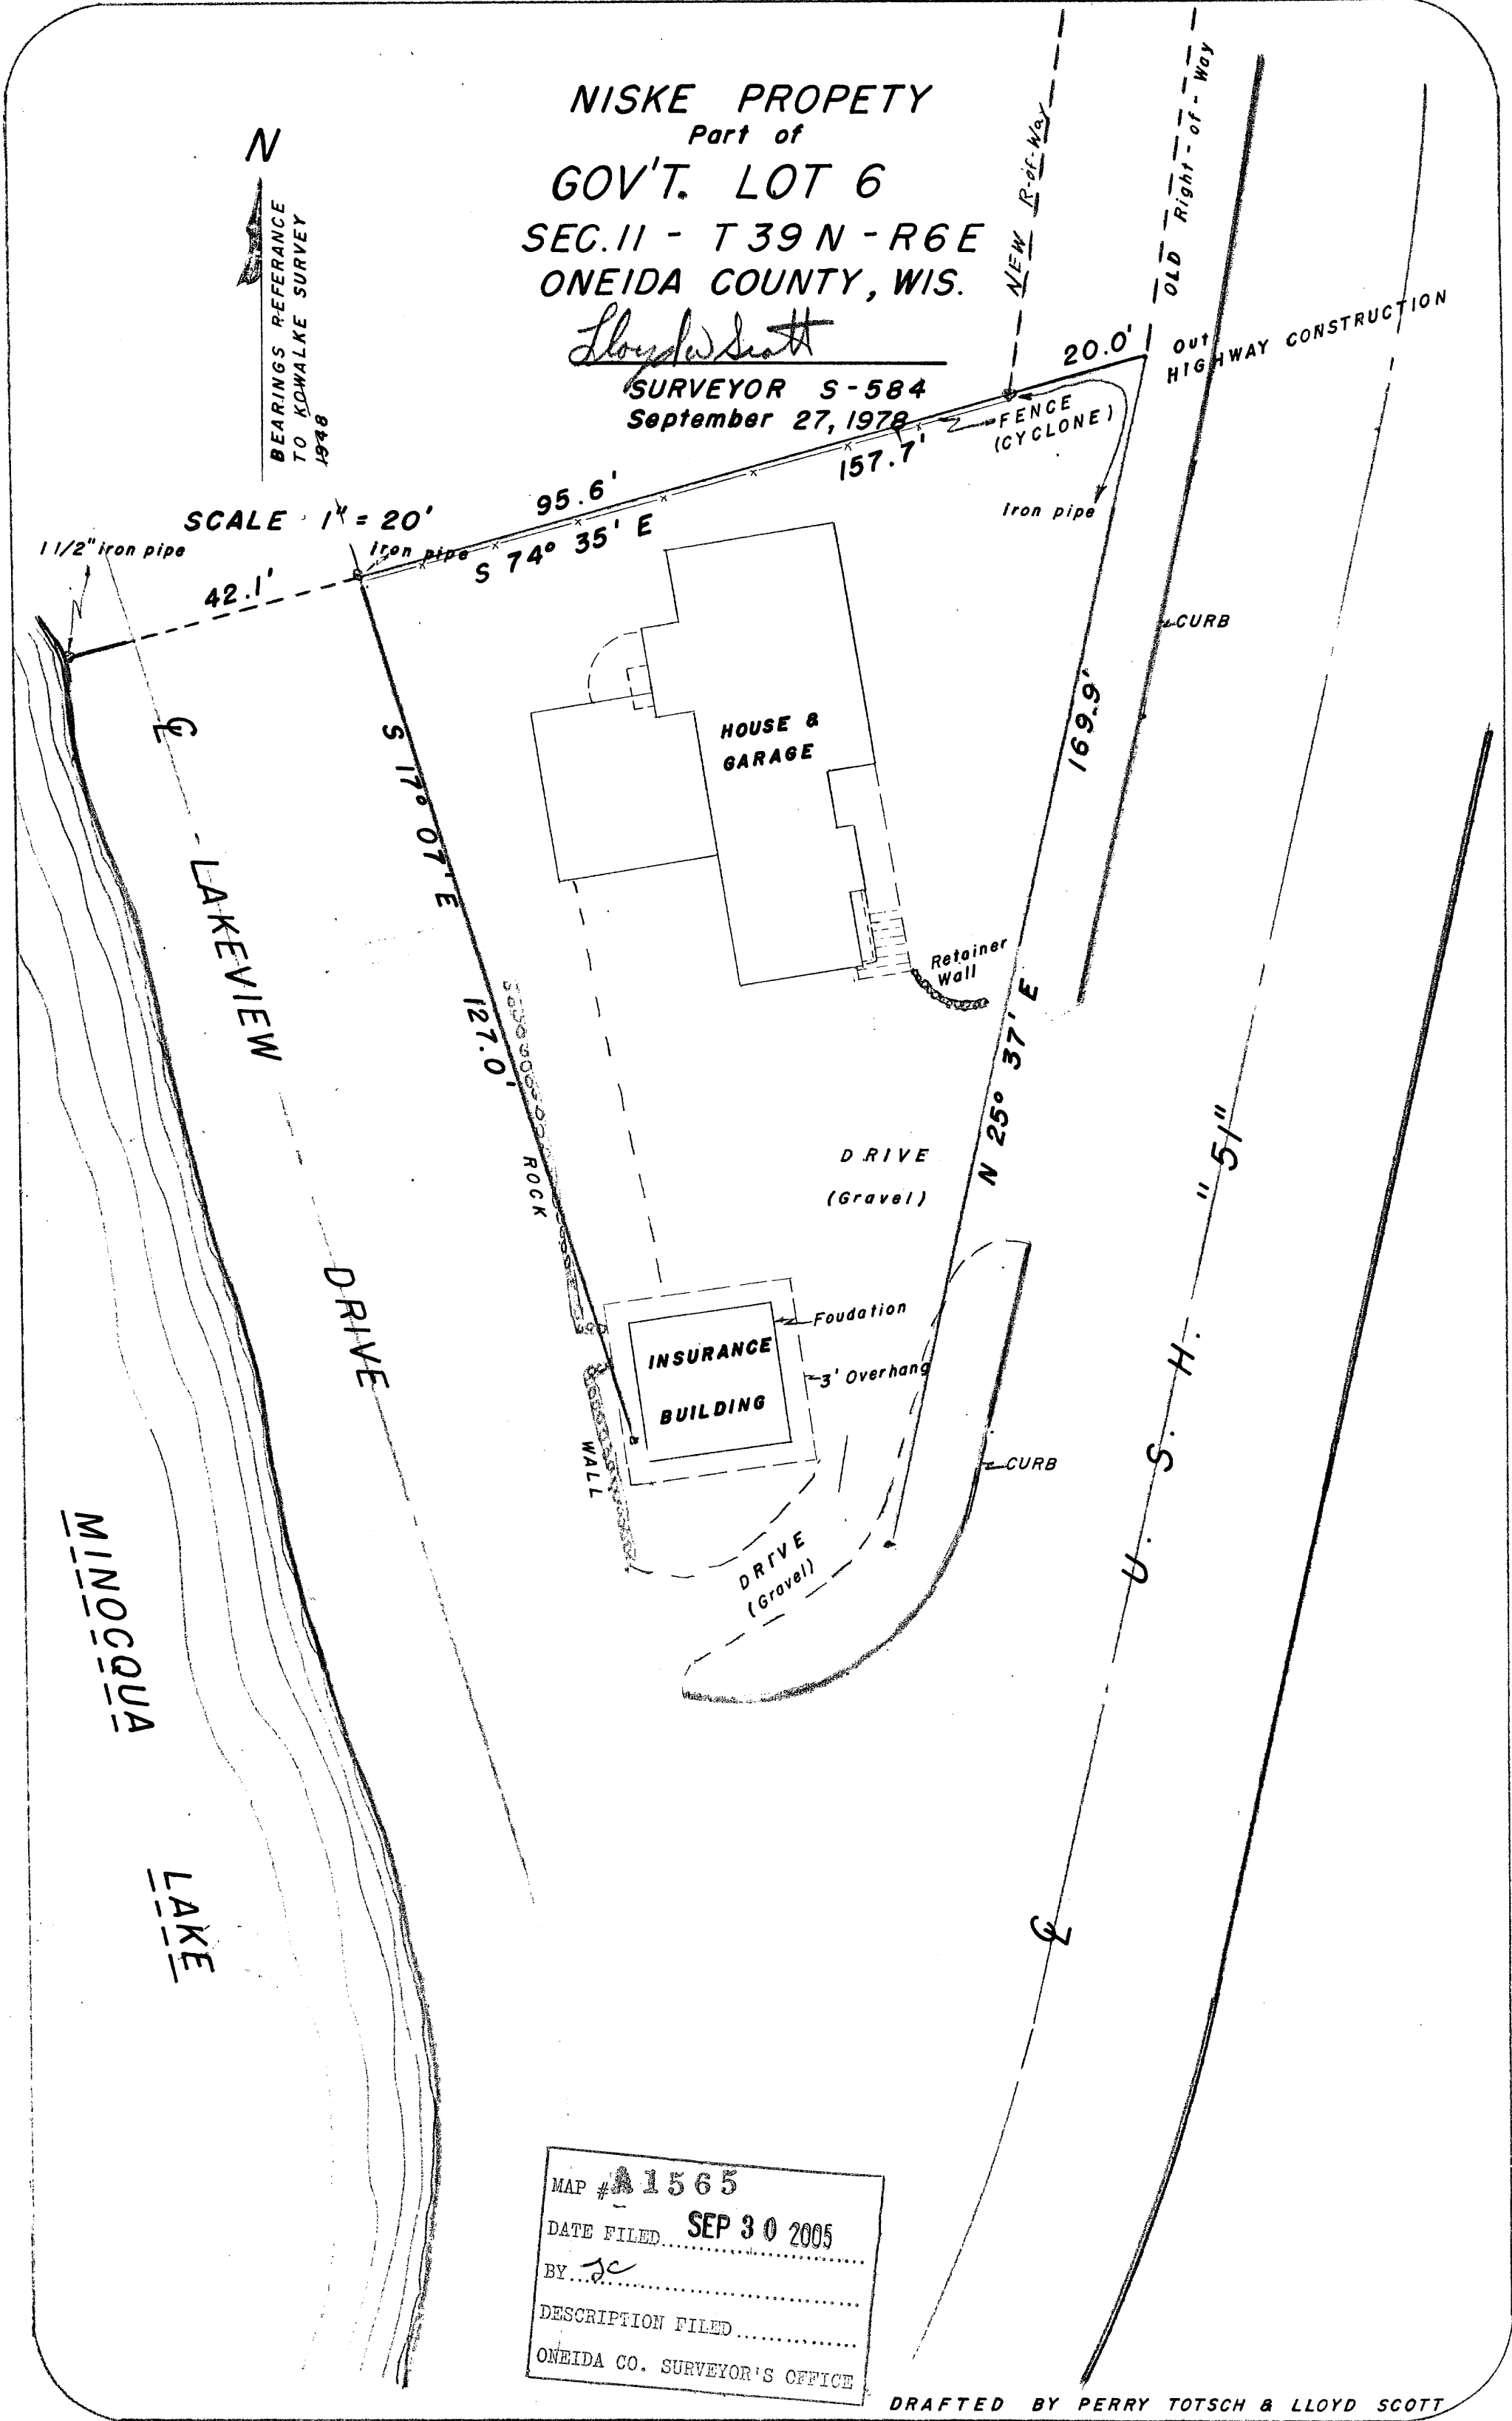 NISKE PROPETY
Part of
GOV'T. LOT 6
SEC. 11 - T 39 N - R 6 E
ONEIDA COUNTY, WIS.
Lloyd W Scott
SURVEYOR S-584
September 27, 1978
N
BEARINGS REFERANCE
TO KOWALKE SURVEY
1948
SCALE 1" = 20'
NEW R-of-Way
OLD Right-of-Way
20.0'
Out
HIGHWAY CONSTRUCTION
FENCE
(CYCLONE)
157.7'
95.6'
S 74° 35' E
Iron pipe
1 1/2" iron pipe
iron pipe
42.1'
CURB
℄
S 17° 07' E
127.0'
HOUSE &
GARAGE
169.9'
N 25° 37' E
Retainer
Wall
LAKEVIEW
DRIVE
ROCK
WALL
DRIVE
(Gravel)
U. S. H. "51"
Foudation
INSURANCE
BUILDING
3' Overhang
CURB
DRIVE
(Gravel)
MINOCQUA
LAKE
℄
MAP # A1565
DATE FILED SEP 30 2005
BY JC
DESCRIPTION FILED
ONEIDA CO. SURVEYOR'S OFFICE
DRAFTED BY PERRY TOTSCH & LLOYD SCOTT